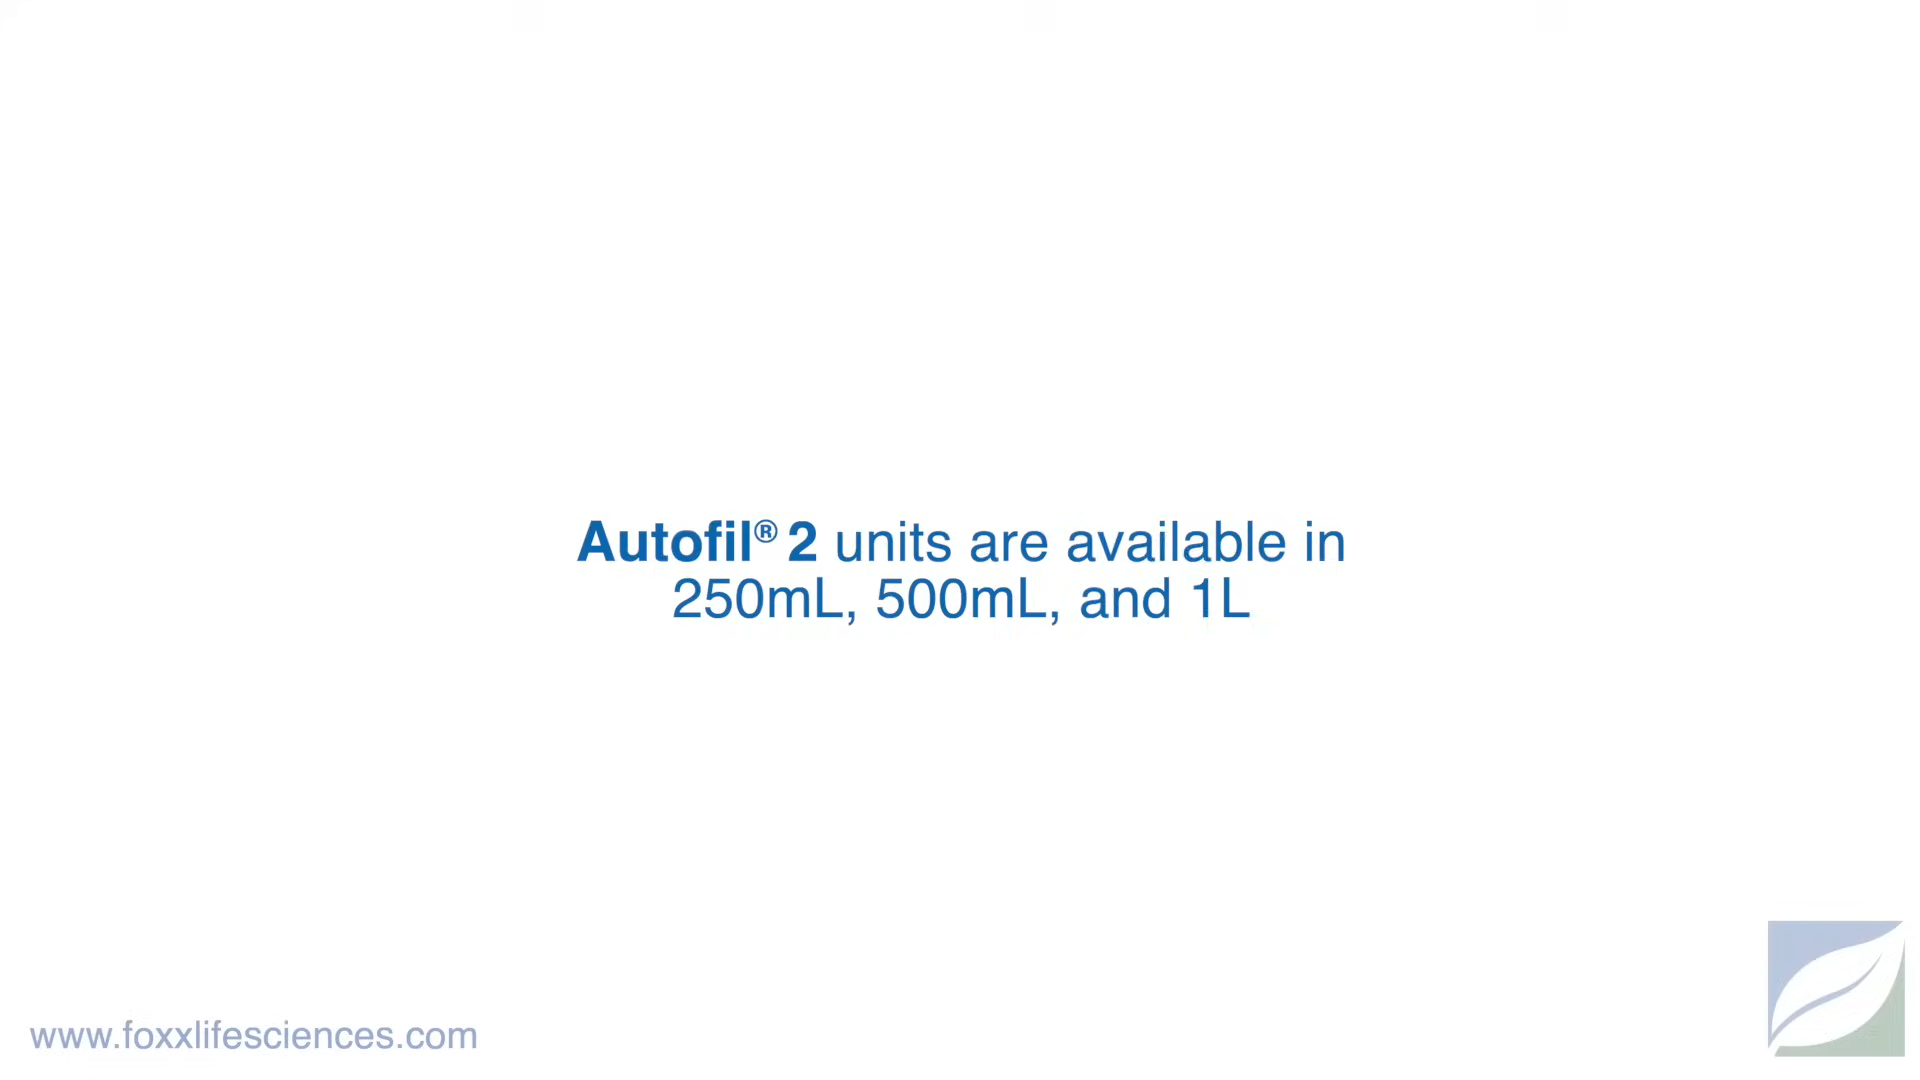 Autofil® 2 units are available in
250mL, 500mL, and 1L
www.foxxlifesciences.com